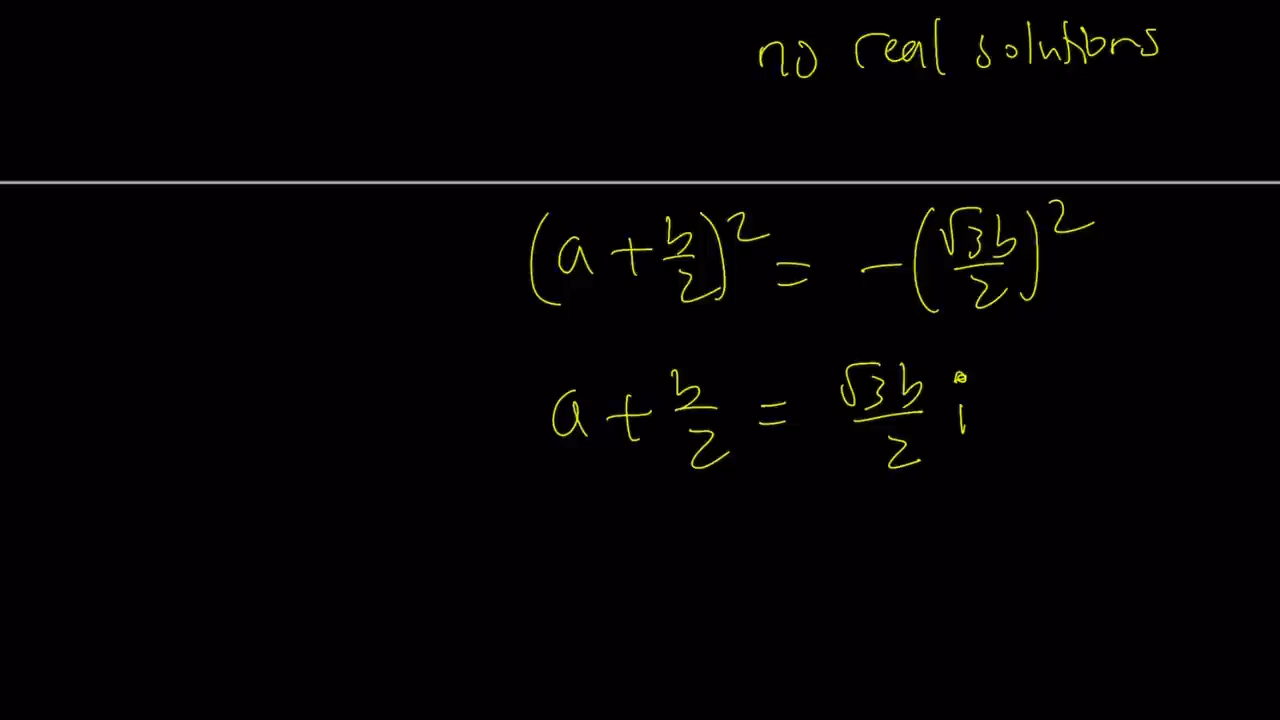 no real solutions
(a + b/2)² = -(√3b/2)²
a + b/2 = √3b/2 i